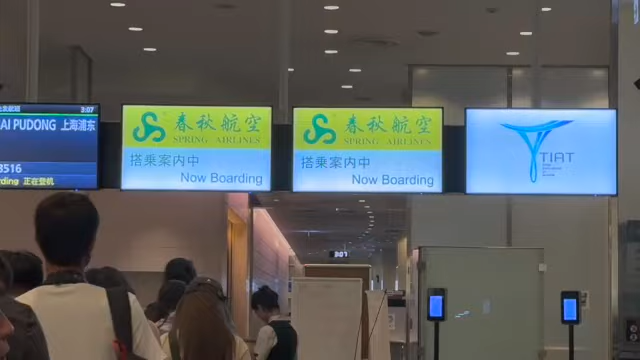 3:07
AI PUDONG 上海浦东
3516
ding 正在登机
春秋航空
SPRING AIRLINES
搭乗案内中
Now Boarding
春秋航空
SPRING AIRLINES
搭乗案内中
Now Boarding
TIAT